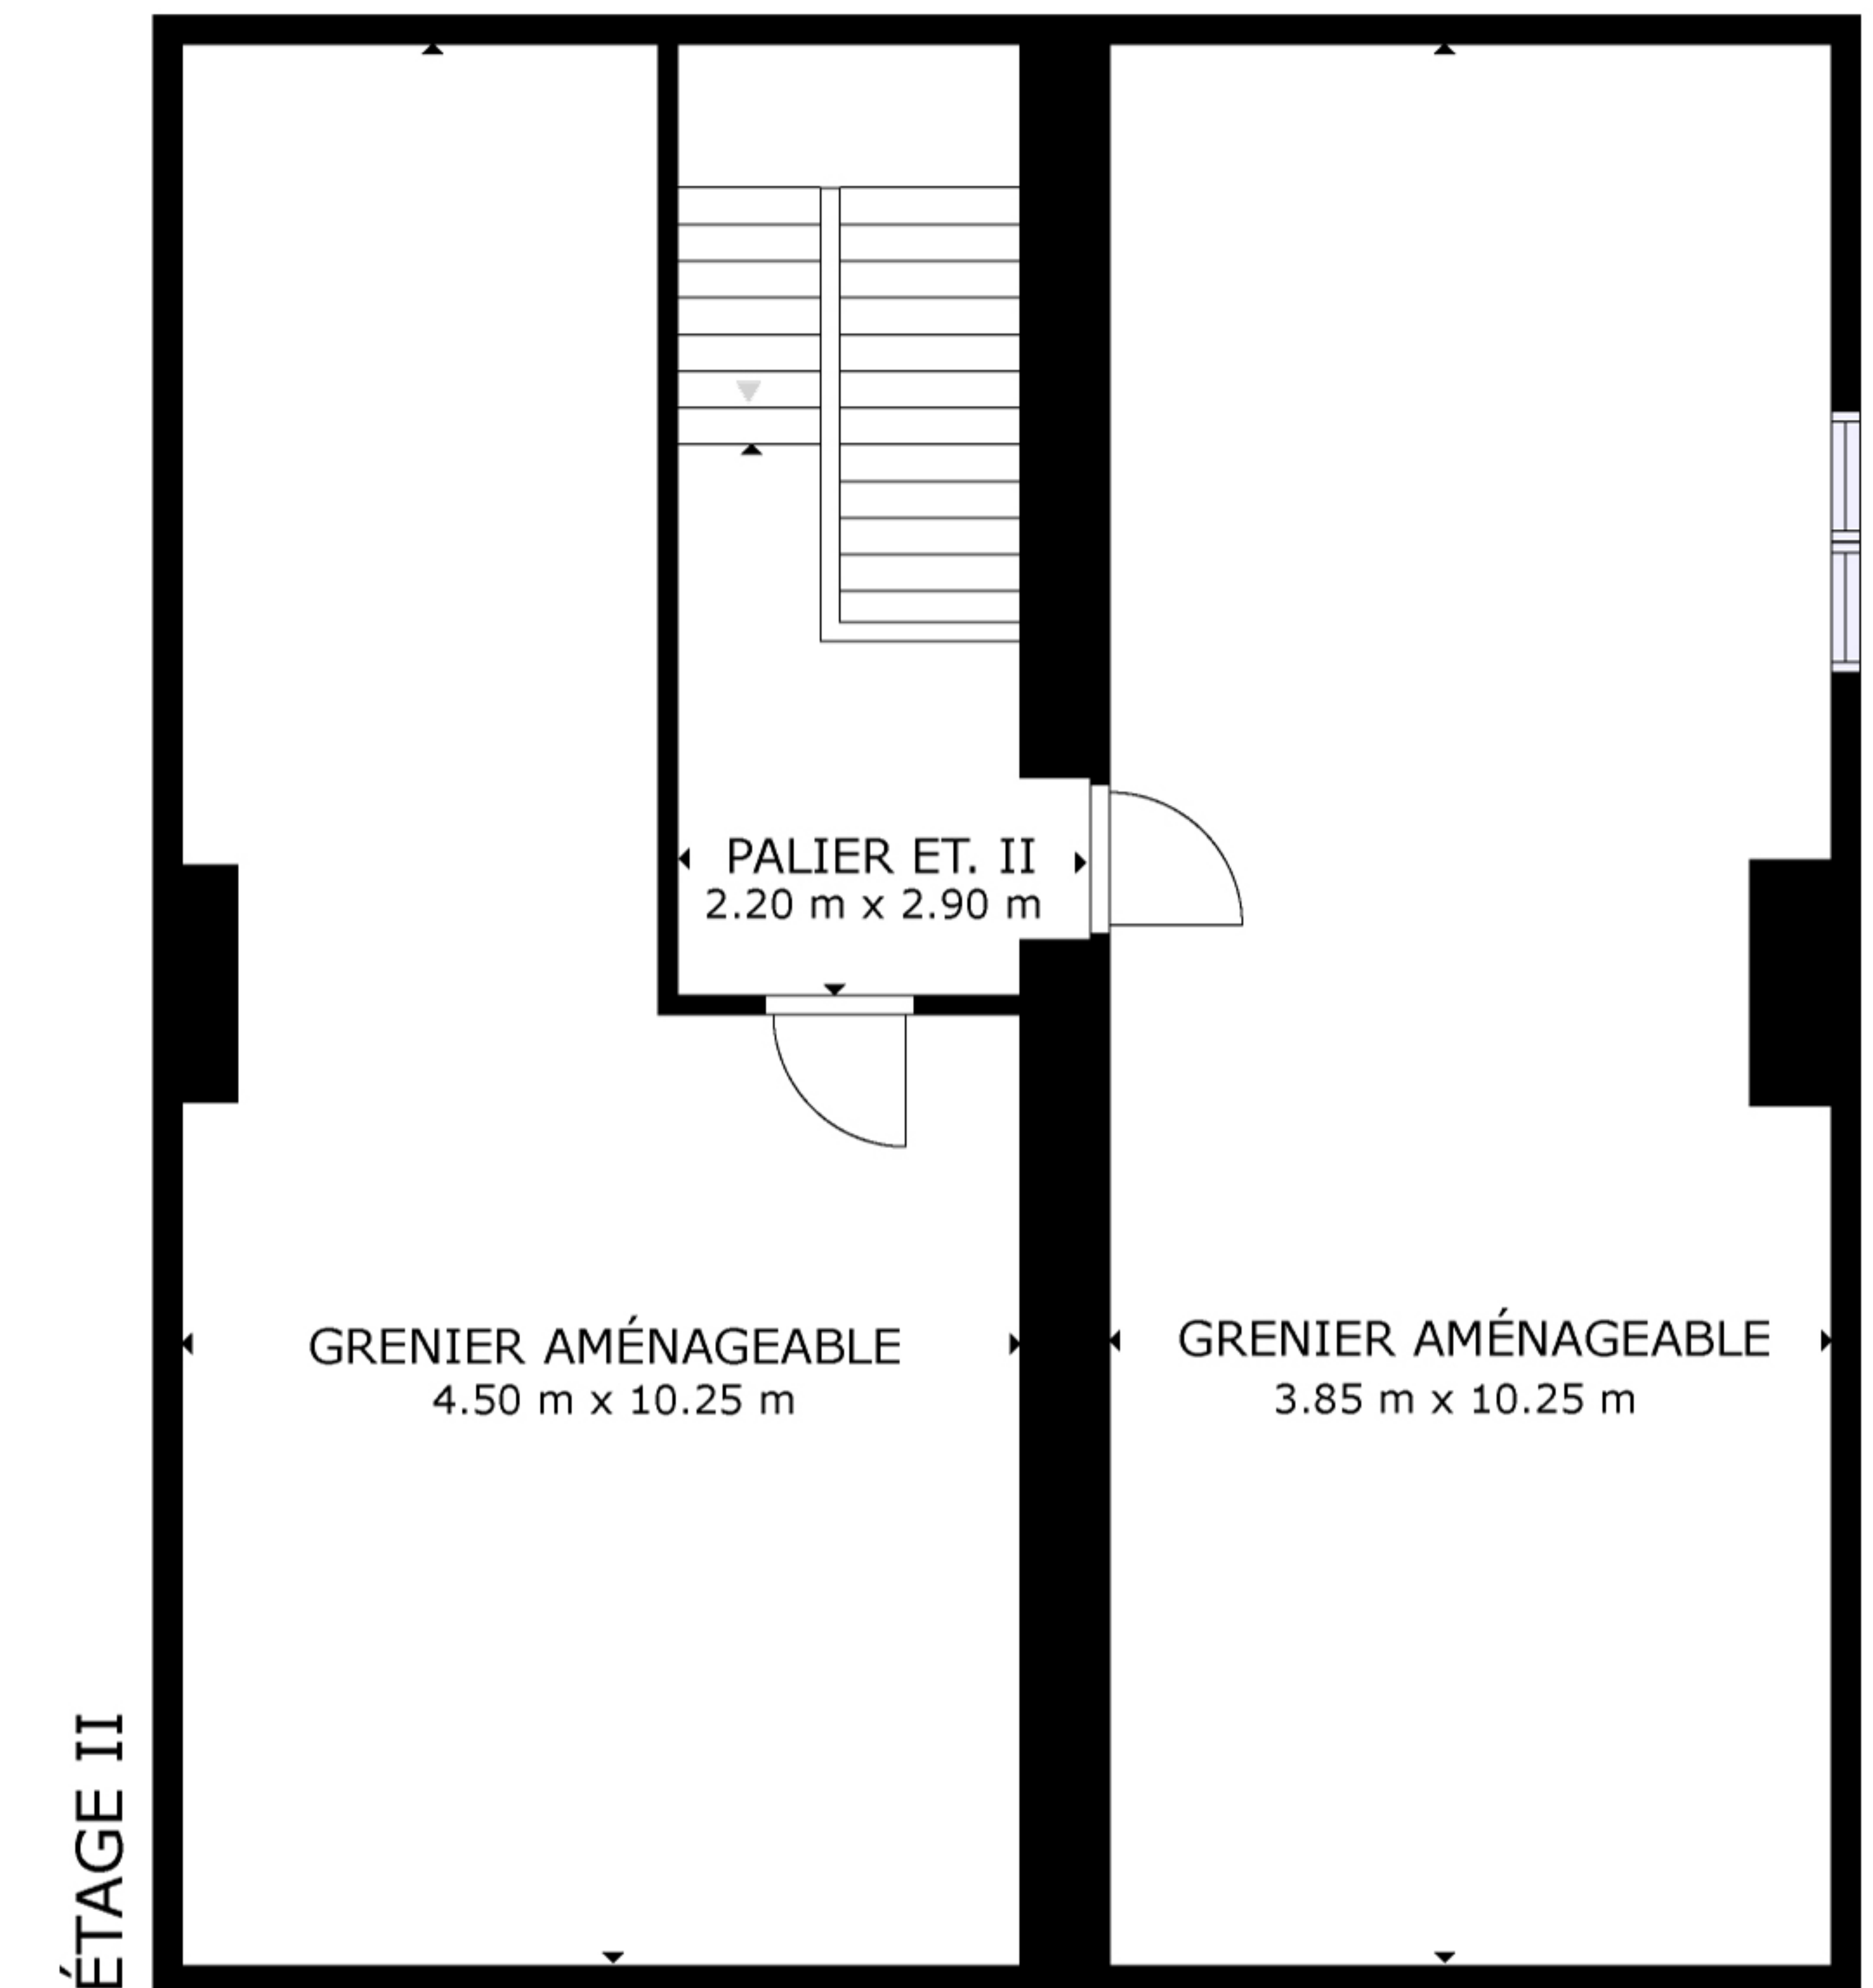 PALIER ET. II
2.20 m x 2.90 m
GRENIER AMÉNAGEABLE
4.50 m x 10.25 m
GRENIER AMÉNAGEABLE
3.85 m x 10.25 m
ÉTAGE II